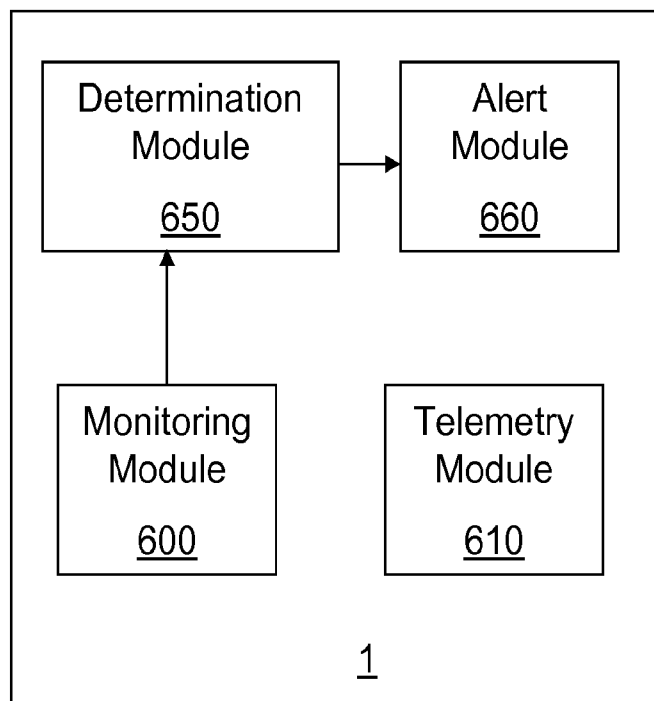 Determination
Module
650
Alert
Module
660
Monitoring
Module
600
Telemetry
Module
610
1